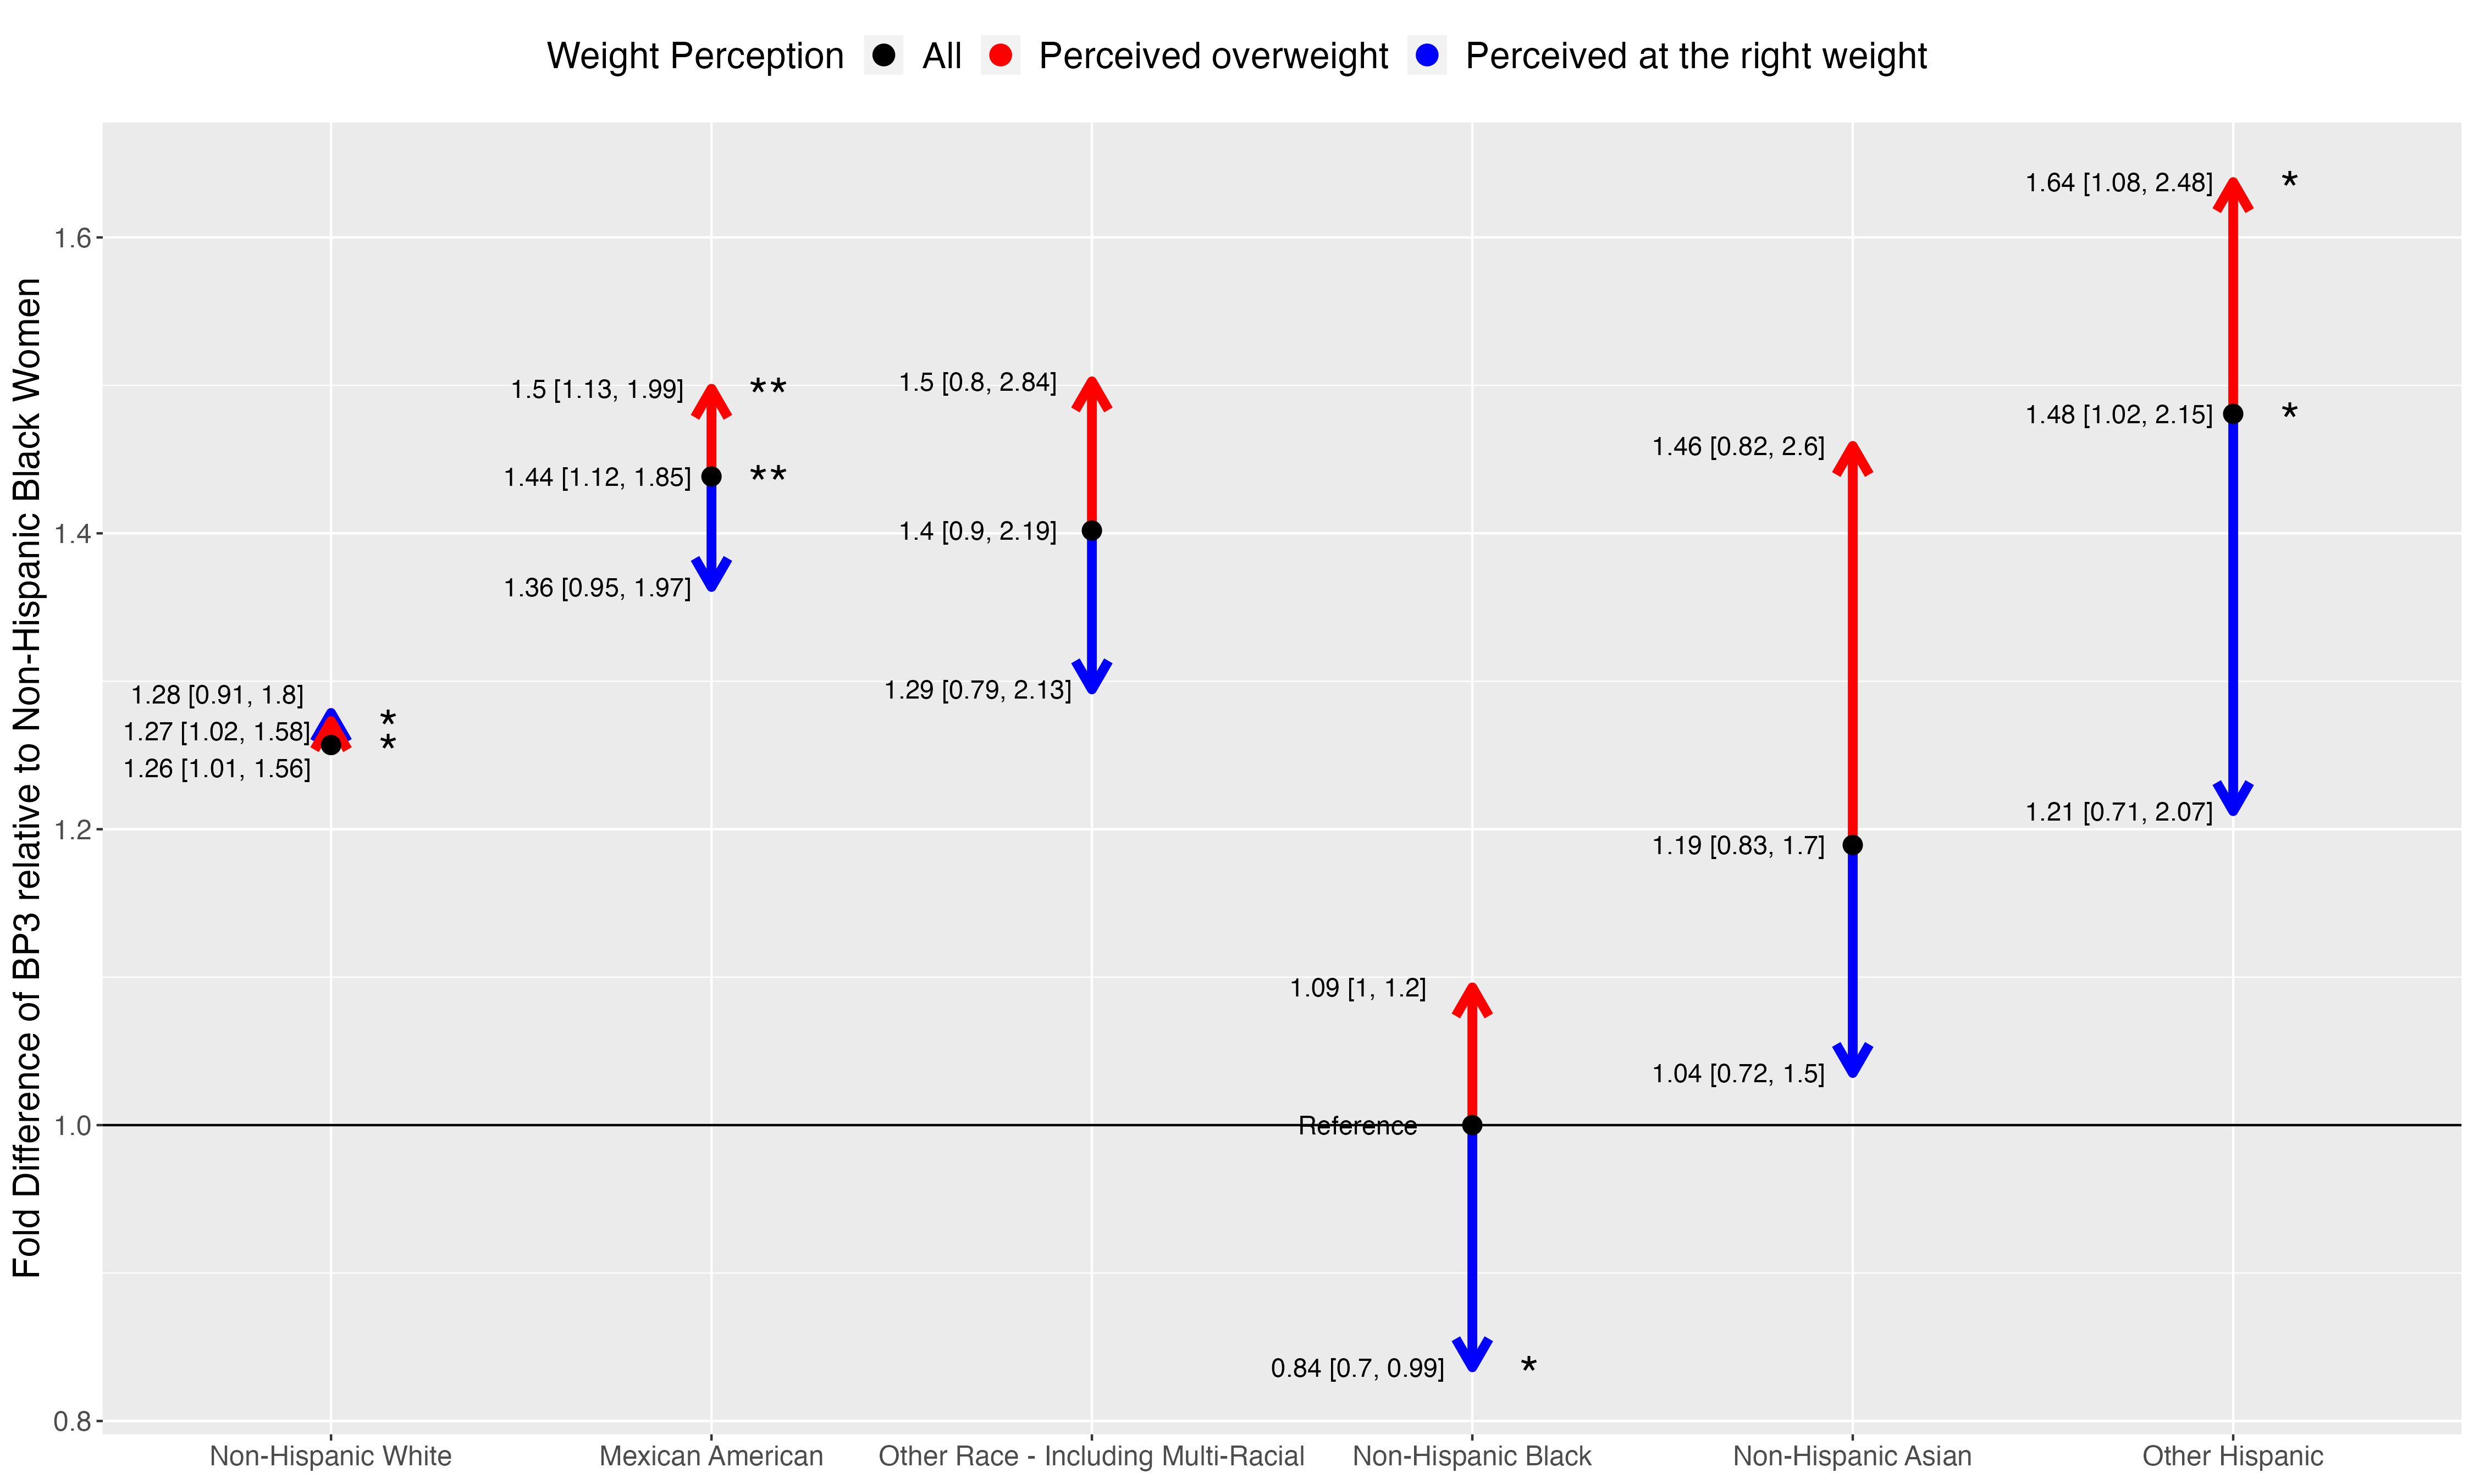 Weight Perception All Perceived overweight Perceived at the right weight
Fold Difference of BP3 relative to Non-Hispanic Black Women
1.6
1.4
1.2
1.0
0.8
1.28 [0.91, 1.8]
1.27 [1.02, 1.58] *
1.26 [1.01, 1.56] *
1.5 [1.13, 1.99] **
1.44 [1.12, 1.85] **
1.36 [0.95, 1.97]
1.5 [0.8, 2.84]
1.4 [0.9, 2.19]
1.29 [0.79, 2.13]
1.09 [1, 1.2]
Reference
0.84 [0.7, 0.99] *
1.46 [0.82, 2.6]
1.19 [0.83, 1.7]
1.04 [0.72, 1.5]
1.64 [1.08, 2.48] *
1.48 [1.02, 2.15] *
1.21 [0.71, 2.07]
Non-Hispanic White Mexican American Other Race - Including Multi-Racial Non-Hispanic Black Non-Hispanic Asian Other Hispanic